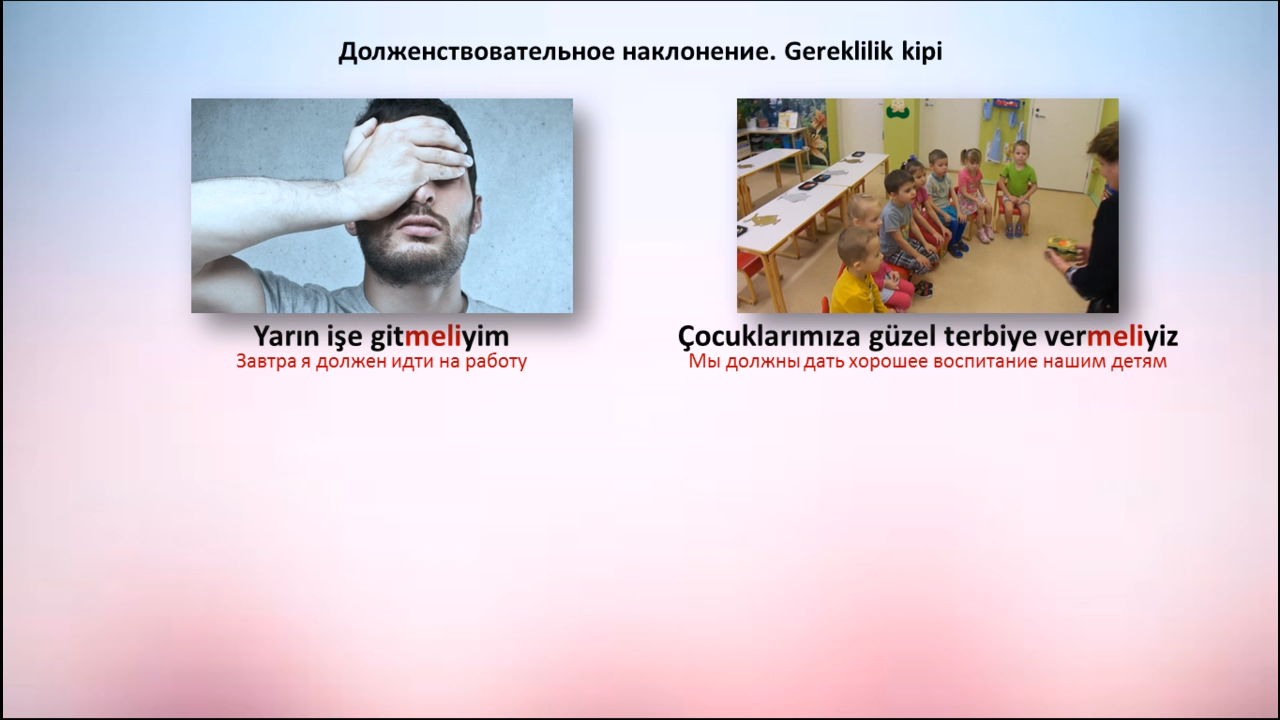 Долженствовательное наклонение. Gereklilik kipi
Yarın işe gitmeliyim
Завтра я должен идти на работу
Çocuklarımıza güzel terbiye vermeliyiz
Мы должны дать хорошее воспитание нашим детям